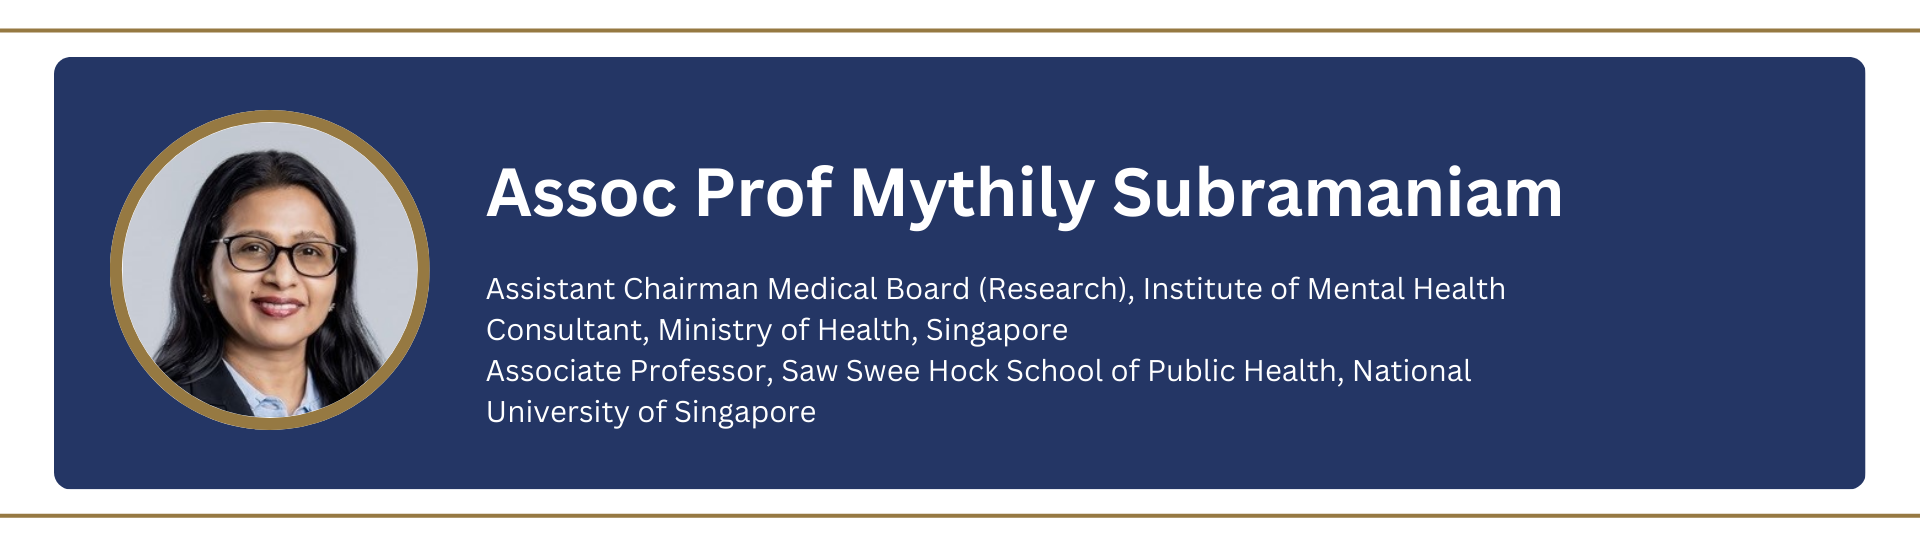 Assoc Prof Mythily Subramaniam
Assistant Chairman Medical Board (Research), Institute of Mental Health
Consultant, Ministry of Health, Singapore
Associate Professor, Saw Swee Hock School of Public Health, National
University of Singapore